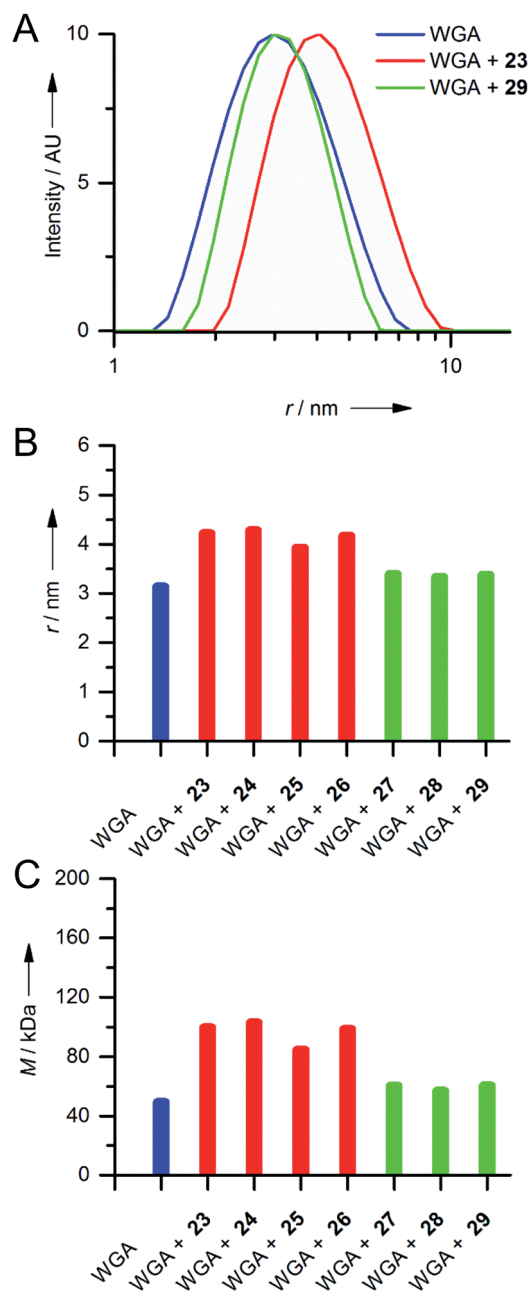 A
10
5
0
Intensity / AU
WGA
WGA + 23
WGA + 29
1
10
r / nm
B
6
5
4
3
2
1
0
r / nm
WGA
WGA + 23
WGA + 24
WGA + 25
WGA + 26
WGA + 27
WGA + 28
WGA + 29
C
200
160
120
80
40
0
M / kDa
WGA
WGA + 23
WGA + 24
WGA + 25
WGA + 26
WGA + 27
WGA + 28
WGA + 29